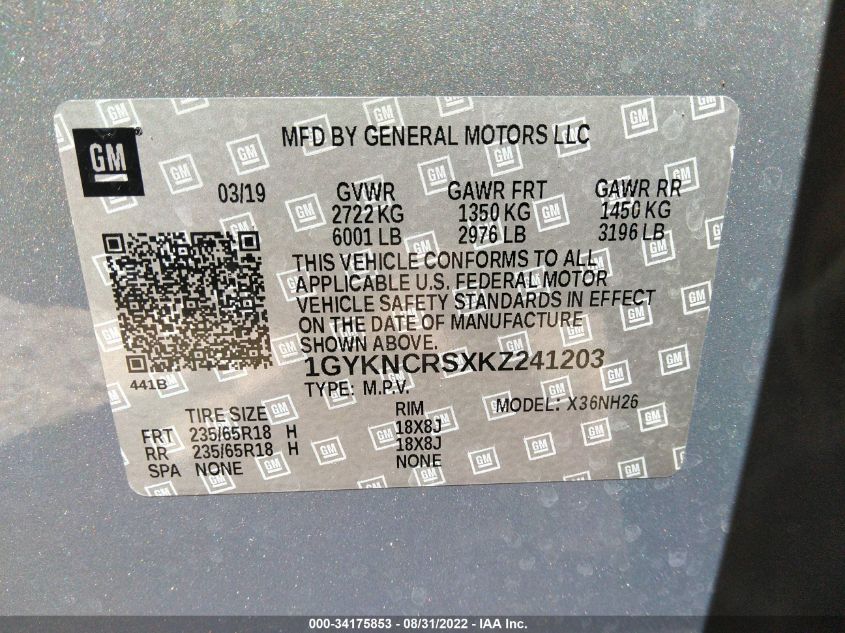 GM
MFD BY GENERAL MOTORS LLC
03/19 GVWR GAWR FRT GAWR RR
2722 KG 1350 KG 1450 KG
6001 LB 2976 LB 3196 LB
THIS VEHICLE CONFORMS TO ALL
APPLICABLE U.S. FEDERAL MOTOR
VEHICLE SAFETY STANDARDS IN EFFECT
ON THE DATE OF MANUFACTURE
SHOWN ABOVE.
1GYKNCRSXKZ241203
441B
TYPE: M.P.V. MODEL: X36NH26
TIRE SIZE RIM
FRT 235/65R18 H 18X8J
RR 235/65R18 H 18X8J
SPA NONE NONE
000-34175853 / 08/31/2022 - IAA Inc.